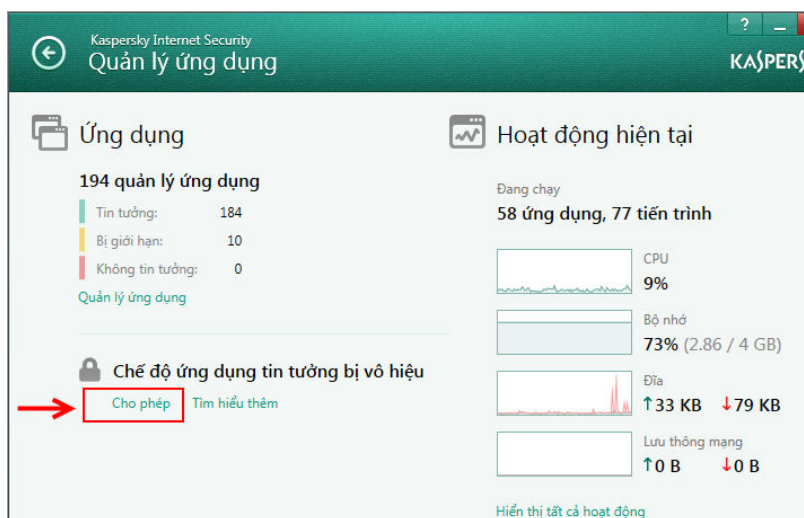 ?
Kaspersky Internet Security
Quản lý ứng dụng
Ứng dụng
194 quản lý ứng dụng
Tin tưởng: 184
Bị giới hạn: 10
Không tin tưởng: 0
Quản lý ứng dụng
Chế độ ứng dụng tin tưởng bị vô hiệu
Cho phép Tìm hiểu thêm
Hoạt động hiện tại
Đang chạy
58 ứng dụng, 77 tiến trình
CPU
9%
Bộ nhớ
73% (2.86 / 4 GB)
Đĩa
↑33 KB ↓79 KB
Lưu thông mạng
↑0 B ↓0 B
Hiển thị tất cả hoạt động